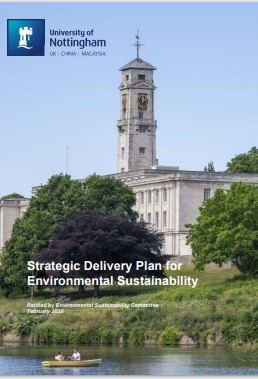 University of
Nottingham
UK | CHINA | MALAYSIA
Strategic Delivery Plan for
Environmental Sustainability
Ratified by Environmental Sustainability Committee
February 2020